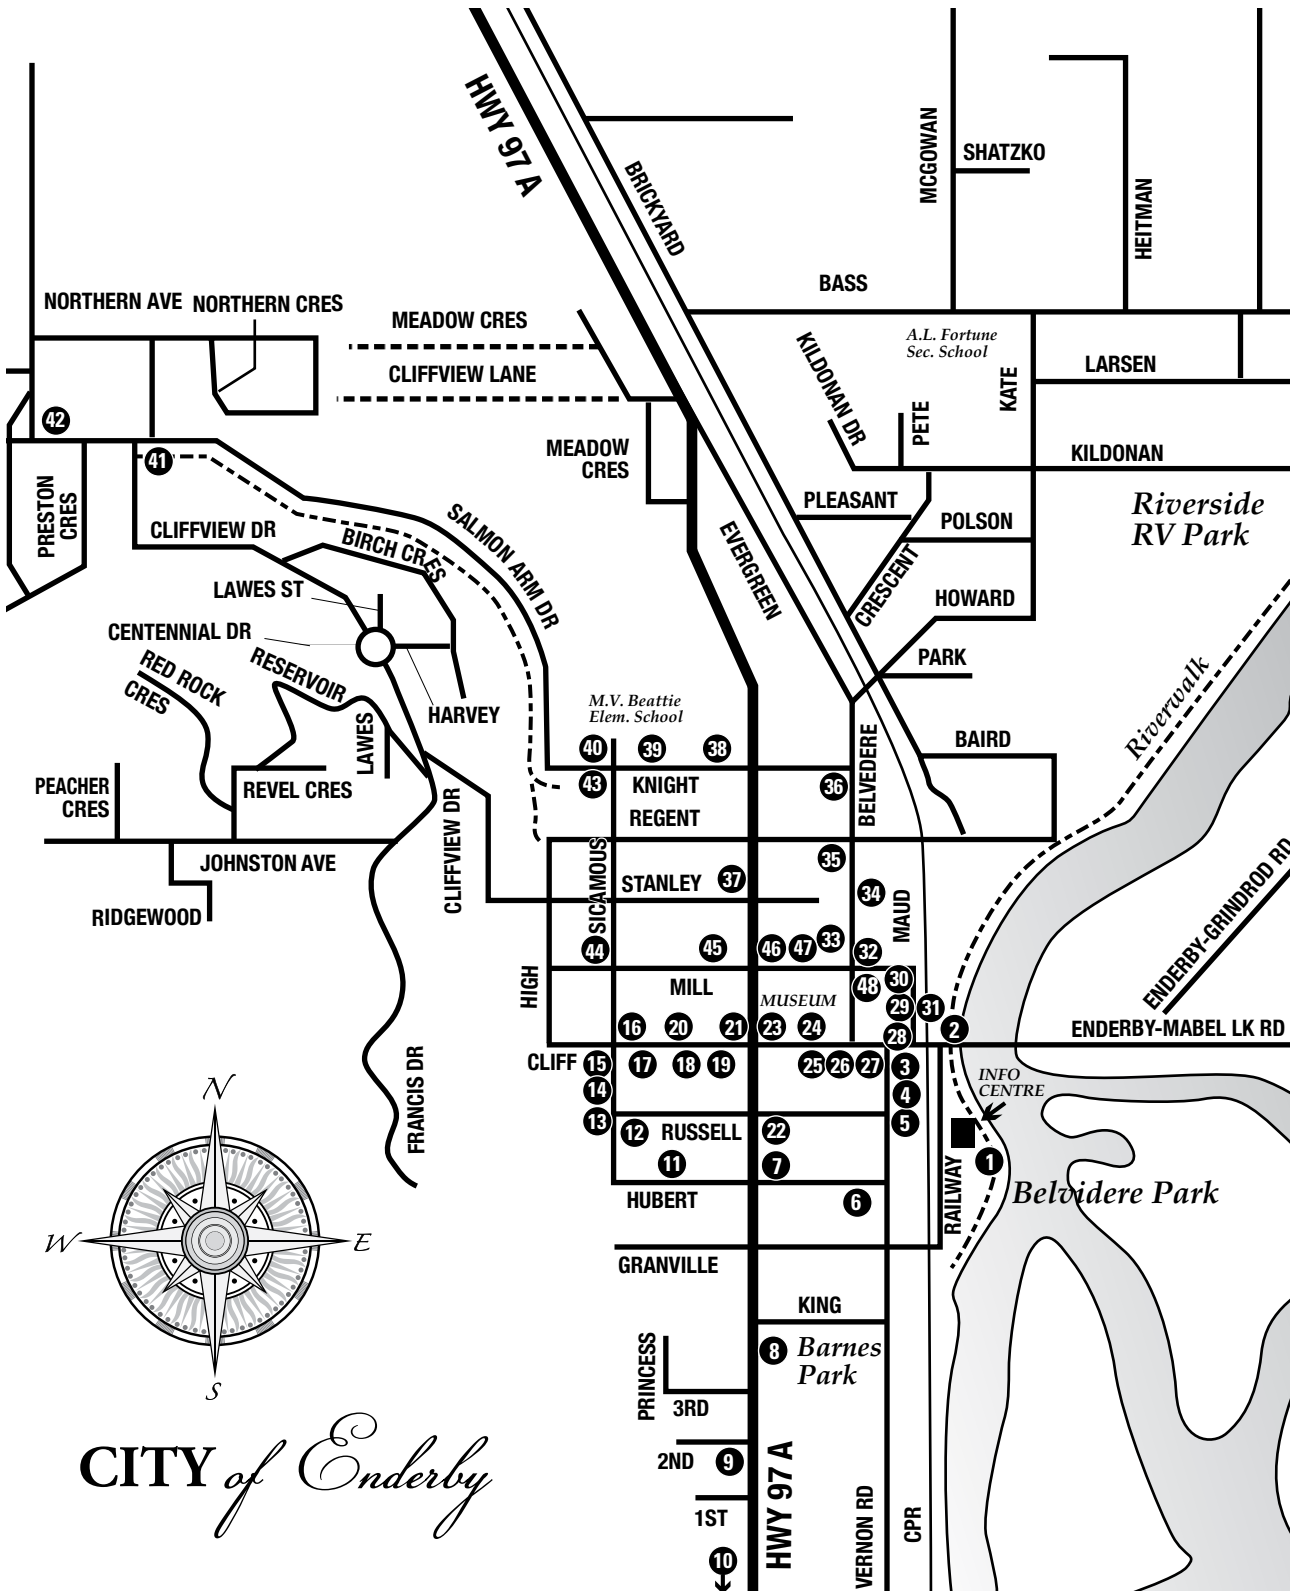 HWY 97 A
BRICKYARD
MCGOWAN
SHATZKO
HEITMAN
BASS
NORTHERN AVE
NORTHERN CRES
MEADOW CRES
CLIFFVIEW LANE
A.L. Fortune
Sec. School
KILDONAN DR
PETE
KATE
LARSEN
42
41
MEADOW
CRES
KILDONAN
PRESTON
CRES
CLIFFVIEW DR
BIRCH CRES
SALMON ARM DR
PLEASANT
POLSON
Riverside
RV Park
EVERGREEN
CRESCENT
LAWES ST
HOWARD
CENTENNIAL DR
RED ROCK
CRES
RESERVOIR
PARK
Riverwalk
M.V. Beattie
Elem. School
HARVEY
LAWES
40
39
38
BELVEDERE
BAIRD
PEACHER
CRES
REVEL CRES
43
KNIGHT
36
REGENT
CLIFFVIEW DR
JOHNSTON AVE
SICAMOUS
35
STANLEY
37
34
MAUD
RIDGEWOOD
ENDERBY-GRINDROD RD
44
45
46
47
33
32
HIGH
MILL
MUSEUM
48
30
29
31
16
20
21
23
24
28
2
ENDERBY-MABEL LK RD
CLIFF
15
17
18
19
25
26
27
3
INFO
CENTRE
14
4
FRANCIS DR
13
12
RUSSELL
22
5
11
7
1
RAILWAY
HUBERT
6
Belvidere Park
GRANVILLE
N
W
E
S
KING
PRINCESS
8
Barnes
Park
3RD
2ND
9
HWY 97 A
1ST
VERNON RD
CPR
10
CITY of Enderby